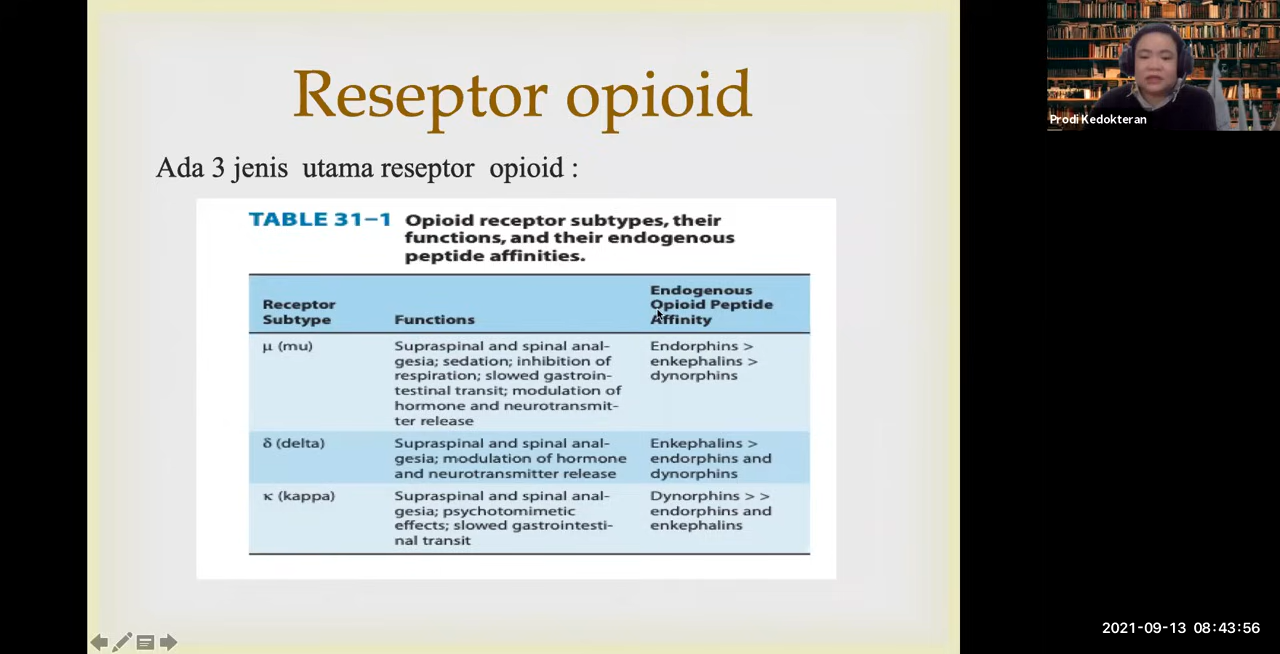 Reseptor opioid
Ada 3 jenis utama reseptor opioid :
TABLE 31–1 Opioid receptor subtypes, their
functions, and their endogenous
peptide affinities.
Receptor
Subtype
Functions
Endogenous
Opioid Peptide
Affinity
μ (mu)
Supraspinal and spinal anal-
gesia; sedation; inhibition of
respiration; slowed gastroin-
testinal transit; modulation of
hormone and neurotransmit-
ter release
Endorphins >
enkephalins >
dynorphins
δ (delta)
Supraspinal and spinal anal-
gesia; modulation of hormone
and neurotransmitter release
Enkephalins >
endorphins and
dynorphins
κ (kappa)
Supraspinal and spinal anal-
gesia; psychotomimetic
effects; slowed gastrointesti-
nal transit
Dynorphins > >
endorphins and
enkephalins
Prodi Kedokteran
2021-09-13 08:43:56